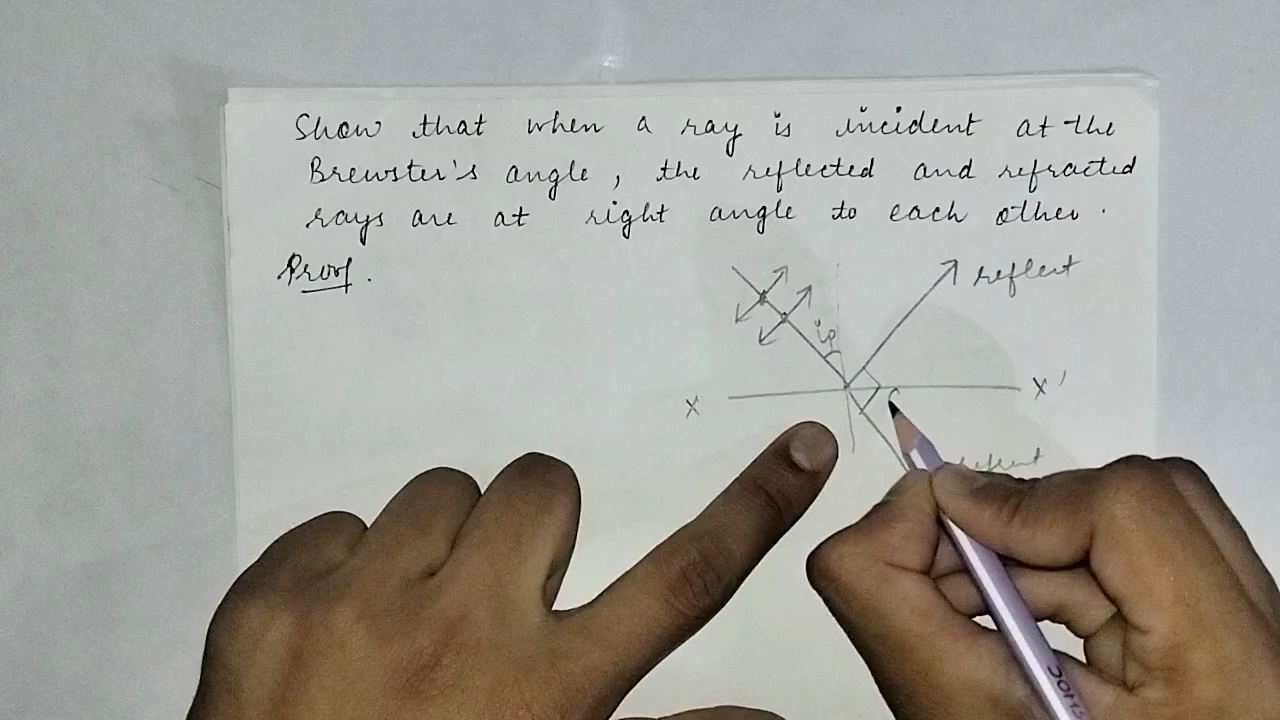 Show that when a ray is incident at the
Brewster's angle, the reflected and refracted
rays are at right angle to each other.
Proof.
reflect
ip
X
X'